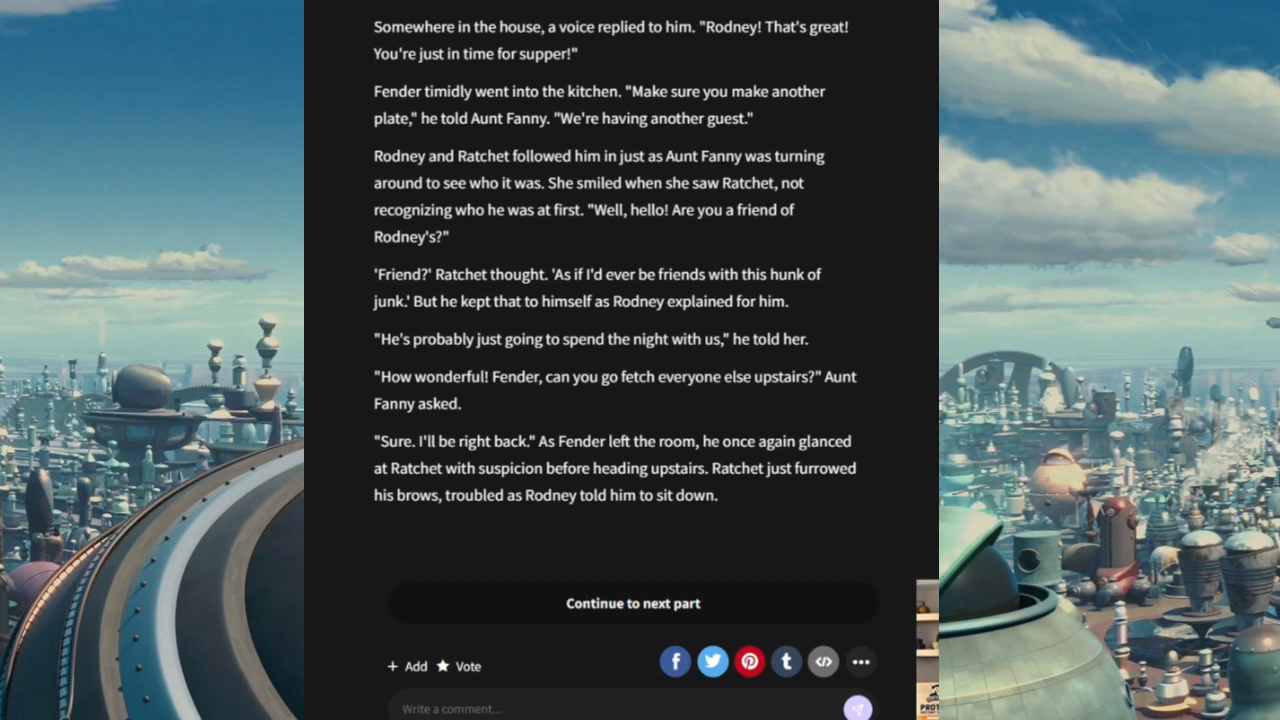 Somewhere in the house, a voice replied to him. "Rodney! That's great!
You're just in time for supper!"
Fender timidly went into the kitchen. "Make sure you make another
plate," he told Aunt Fanny. "We're having another guest."
Rodney and Ratchet followed him in just as Aunt Fanny was turning
around to see who it was. She smiled when she saw Ratchet, not
recognizing who he was at first. "Well, hello! Are you a friend of
Rodney's?"
'Friend?' Ratchet thought. 'As if I'd ever be friends with this hunk of
junk.' But he kept that to himself as Rodney explained for him.
"He's probably just going to spend the night with us," he told her.
"How wonderful! Fender, can you go fetch everyone else upstairs?" Aunt
Fanny asked.
"Sure. I'll be right back." As Fender left the room, he once again glanced
at Ratchet with suspicion before heading upstairs. Ratchet just furrowed
his brows, troubled as Rodney told him to sit down.
Continue to next part
+ Add ★ Vote
Write a comment...